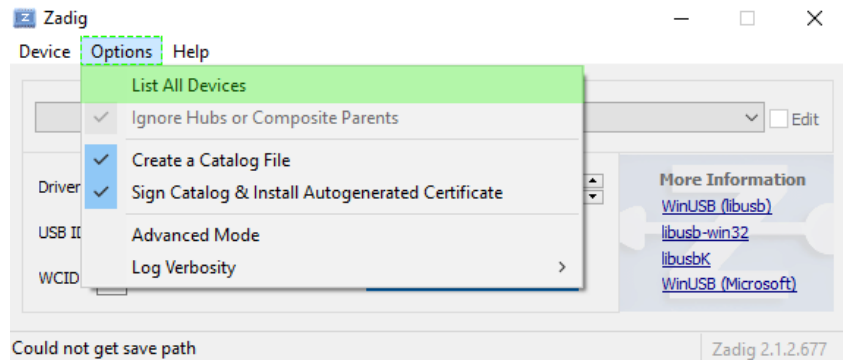 Zadig
Device Options Help
List All Devices
Ignore Hubs or Composite Parents
Edit
Create a Catalog File
Sign Catalog & Install Autogenerated Certificate
Advanced Mode
Log Verbosity
Driver
USB ID
WCID
More Information
WinUSB (libusb)
libusb-win32
libusbK
WinUSB (Microsoft)
Could not get save path
Zadig 2.1.2.677